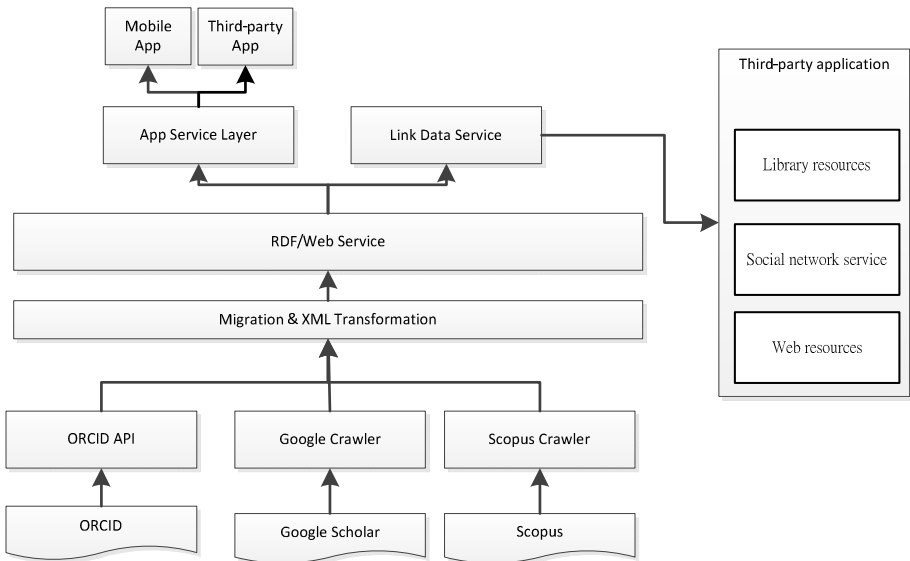 Mobile
App
Third-party
App
Third-party application
App Service Layer
Link Data Service
Library resources
RDF/Web Service
Social network service
Migration & XML Transformation
Web resources
ORCID API
Google Crawler
Scopus Crawler
ORCID
Google Scholar
Scopus